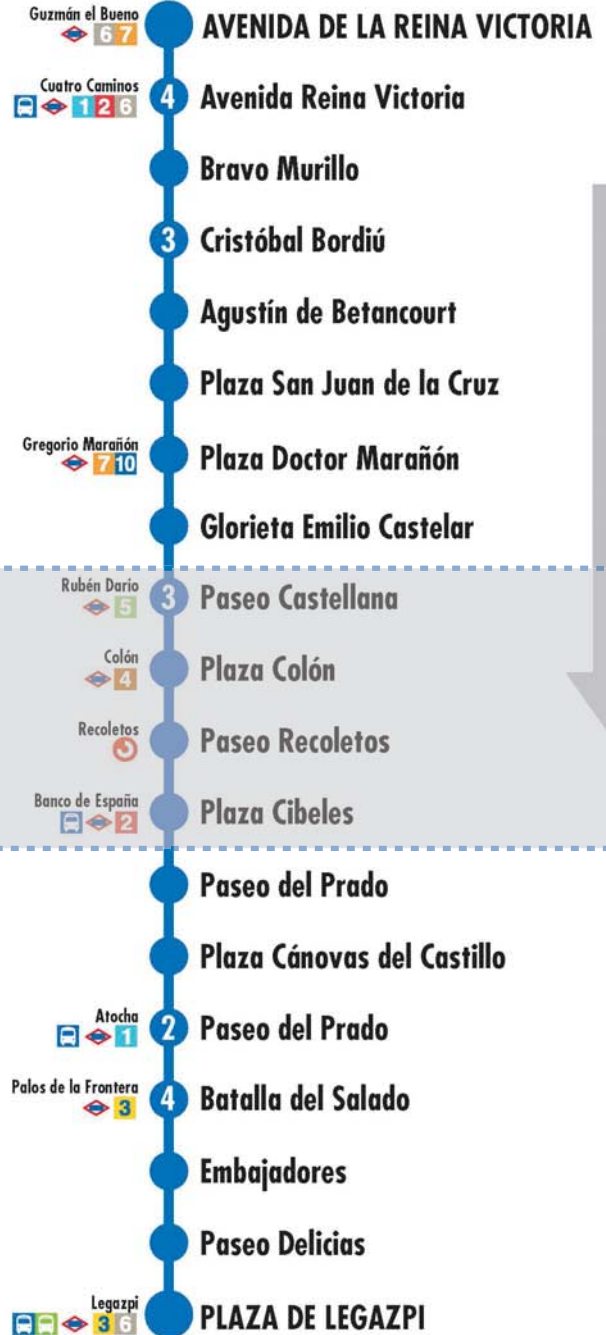 Guzmán el Bueno
6 7
AVENIDA DE LA REINA VICTORIA
Cuatro Caminos
1 2 6
4 Avenida Reina Victoria
Bravo Murillo
3 Cristóbal Bordiú
Agustín de Betancourt
Plaza San Juan de la Cruz
Gregorio Marañón
7 10
Plaza Doctor Marañón
Glorieta Emilio Castelar
Rubén Darío
5
3 Paseo Castellana
Colón
4
Plaza Colón
Recoletos
Paseo Recoletos
Banco de España
2
Plaza Cibeles
Paseo del Prado
Plaza Cánovas del Castillo
Atocha
1
2 Paseo del Prado
Palos de la Frontera
3
4 Batalla del Salado
Embajadores
Paseo Delicias
Legazpi
3 6
PLAZA DE LEGAZPI